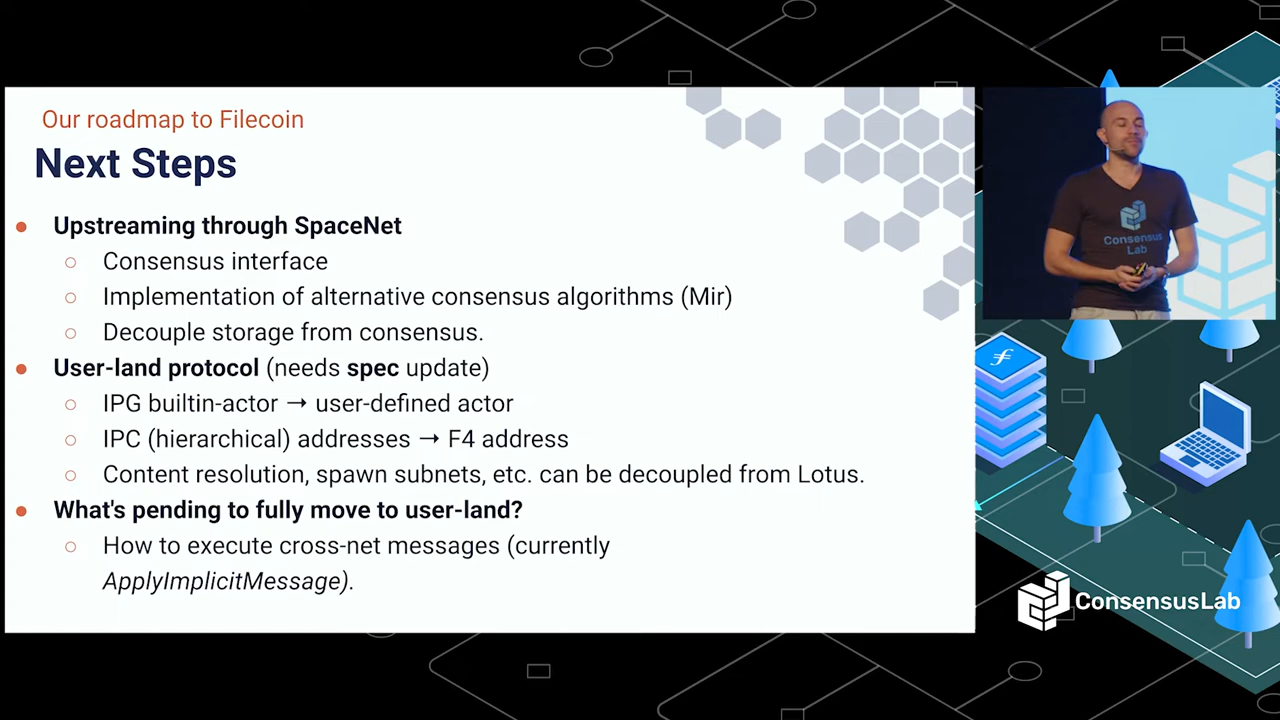 Our roadmap to Filecoin
Next Steps
● Upstreaming through SpaceNet
○ Consensus interface
○ Implementation of alternative consensus algorithms (Mir)
○ Decouple storage from consensus.
● User-land protocol (needs spec update)
○ IPG builtin-actor → user-defined actor
○ IPC (hierarchical) addresses → F4 address
○ Content resolution, spawn subnets, etc. can be decoupled from Lotus.
● What's pending to fully move to user-land?
○ How to execute cross-net messages (currently
ApplyImplicitMessage).
Consensus
Lab
ConsensusLab